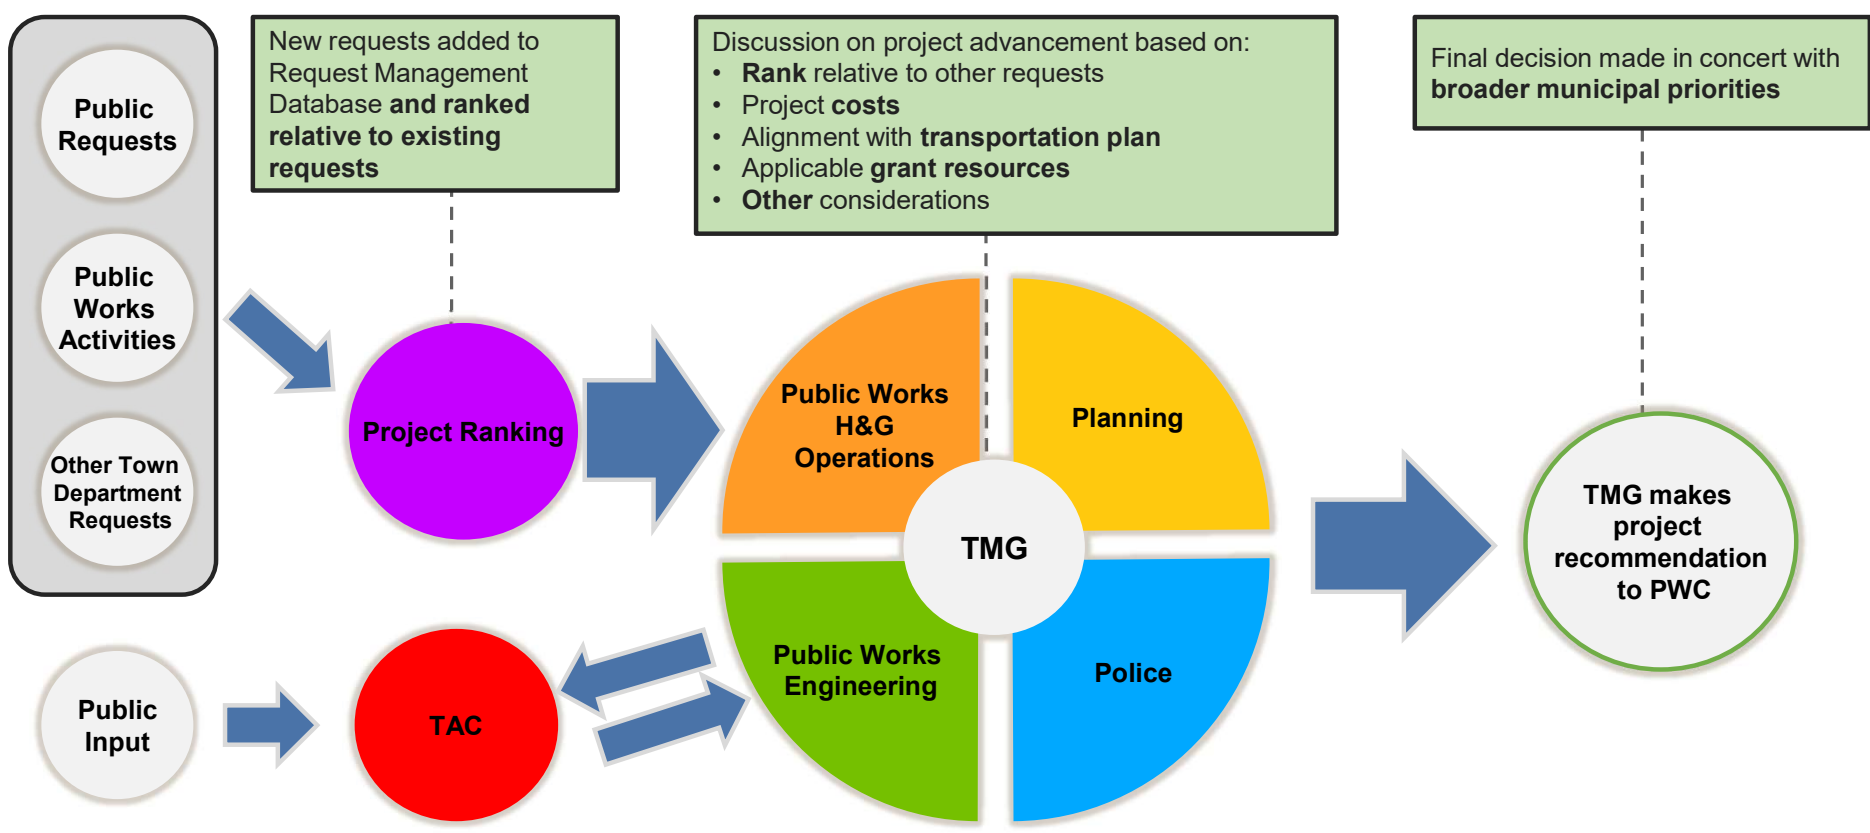 Public
Requests
Public
Works
Activities
Other Town
Department
Requests
Public
Input
New requests added to
Request Management
Database and ranked
relative to existing
requests
Project Ranking
TAC
Discussion on project advancement based on:
• Rank relative to other requests
• Project costs
• Alignment with transportation plan
• Applicable grant resources
• Other considerations
Public Works
H&G
Operations
Planning
TMG
Public Works
Engineering
Police
Final decision made in concert with
broader municipal priorities
TMG makes
project
recommendation
to PWC